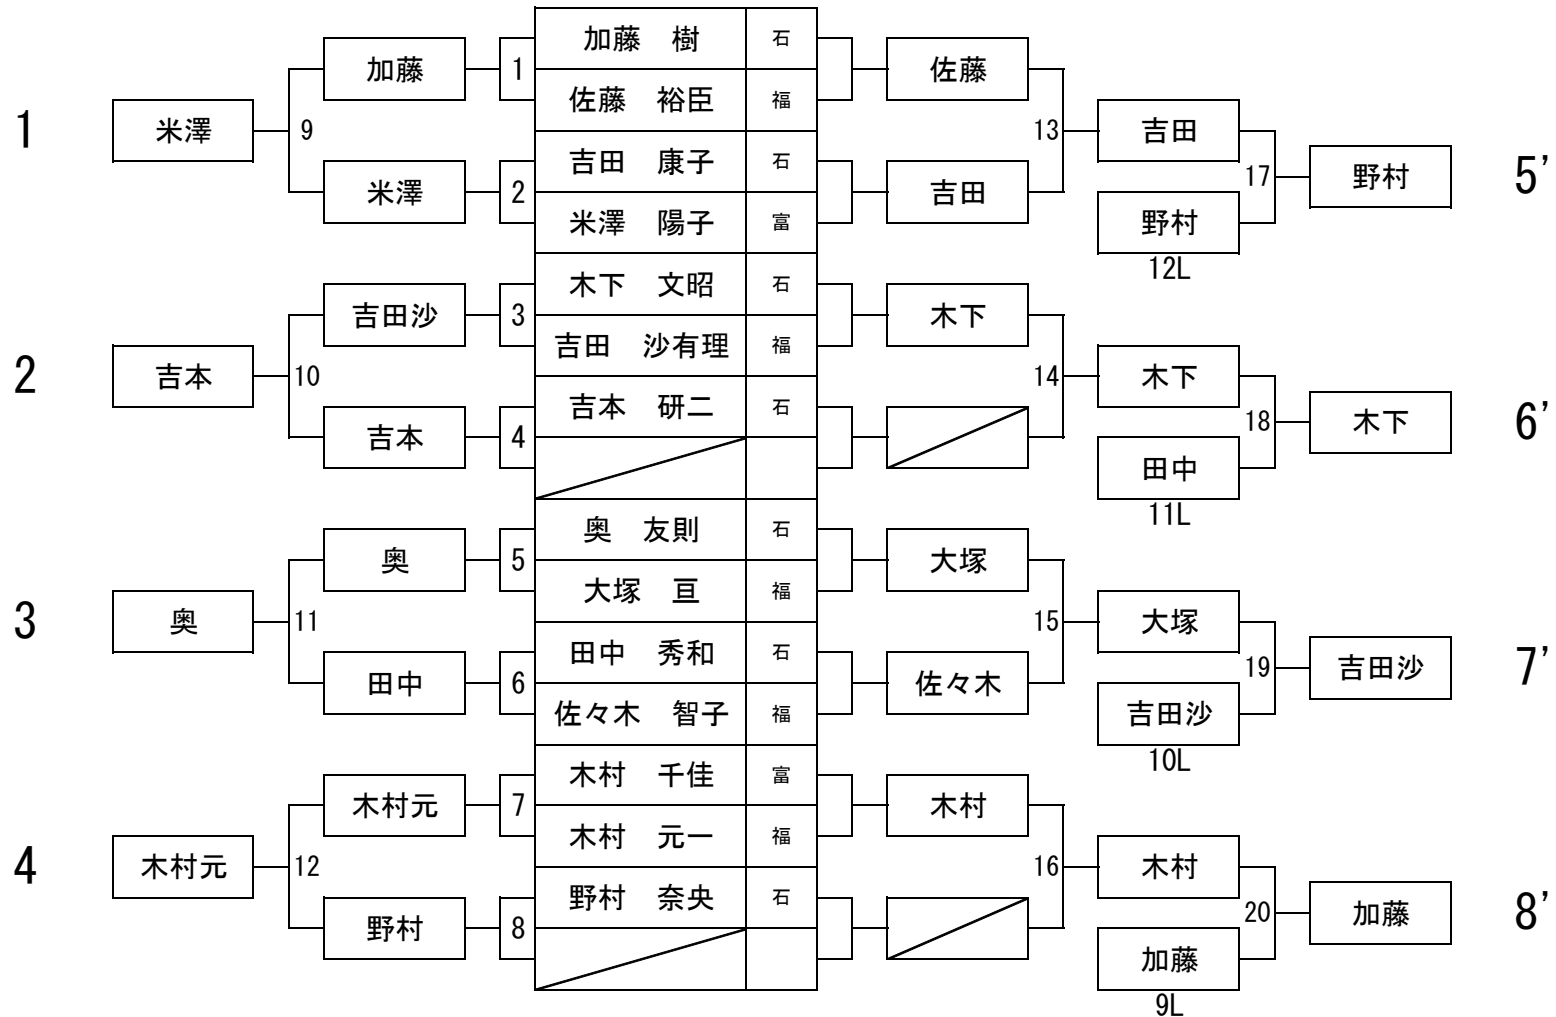 加藤　樹 石
加藤 1 佐藤
佐藤　裕臣 福
1 米澤 9 13 吉田
吉田　康子 石
米澤 2 吉田 17 野村 5'
米澤　陽子 富 野村
12L
木下　文昭 石
吉田沙 3 木下
吉田　沙有理 福
2 吉本 10 14 木下
吉本　研二 石
吉本 4 18 木下 6'
田中
11L
奥　友則 石
奥 5 大塚
大塚　亘 福
3 奥 11 15 大塚
田中　秀和 石
田中 6 佐々木 19 吉田沙 7'
佐々木　智子 福 吉田沙
10L
木村　千佳 富
木村元 7 木村
木村　元一 福
4 木村元 12 16 木村
野村　奈央 石
野村 8 20 加藤 8'
加藤
9L